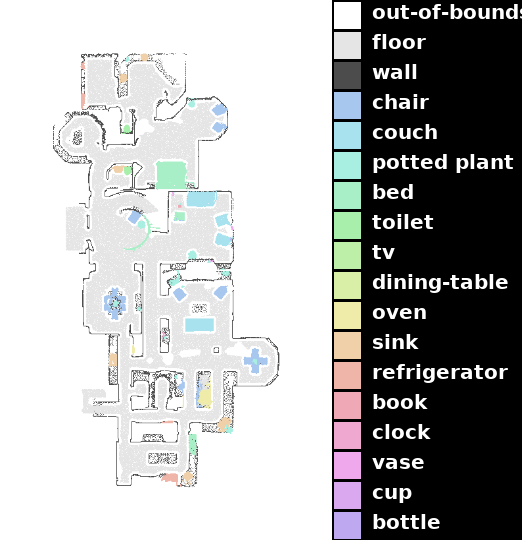 out-of-bounds
floor
wall
chair
couch
potted plant
bed
toilet
tv
dining-table
oven
sink
refrigerator
book
clock
vase
cup
bottle